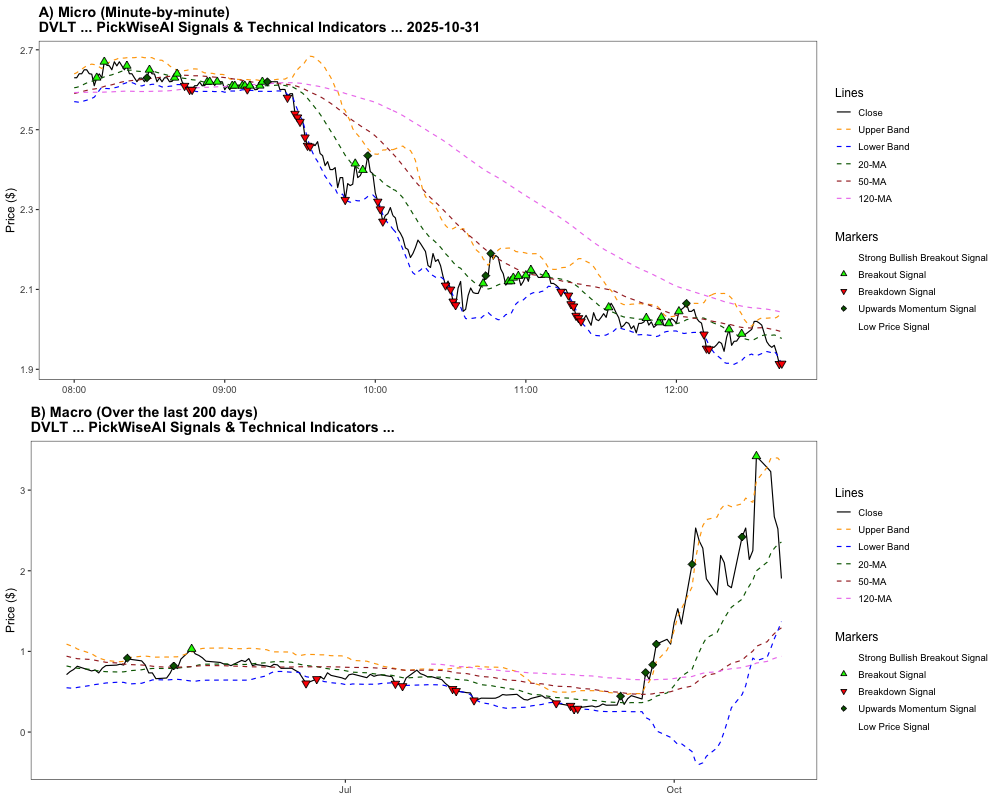 A) Micro (Minute-by-minute)
DVLT ... PickWiseAI Signals & Technical Indicators ... 2025-10-31
2.7
2.5
2.3
2.1
1.9
Price ($)
08:00
09:00
10:00
11:00
12:00
Lines
Close
Upper Band
Lower Band
20-MA
50-MA
120-MA
Markers
Strong Bullish Breakout Signal
Breakout Signal
Breakdown Signal
Upwards Momentum Signal
Low Price Signal
B) Macro (Over the last 200 days)
DVLT ... PickWiseAI Signals & Technical Indicators ...
3
2
1
0
Price ($)
Jul
Oct
Lines
Close
Upper Band
Lower Band
20-MA
50-MA
120-MA
Markers
Strong Bullish Breakout Signal
Breakout Signal
Breakdown Signal
Upwards Momentum Signal
Low Price Signal